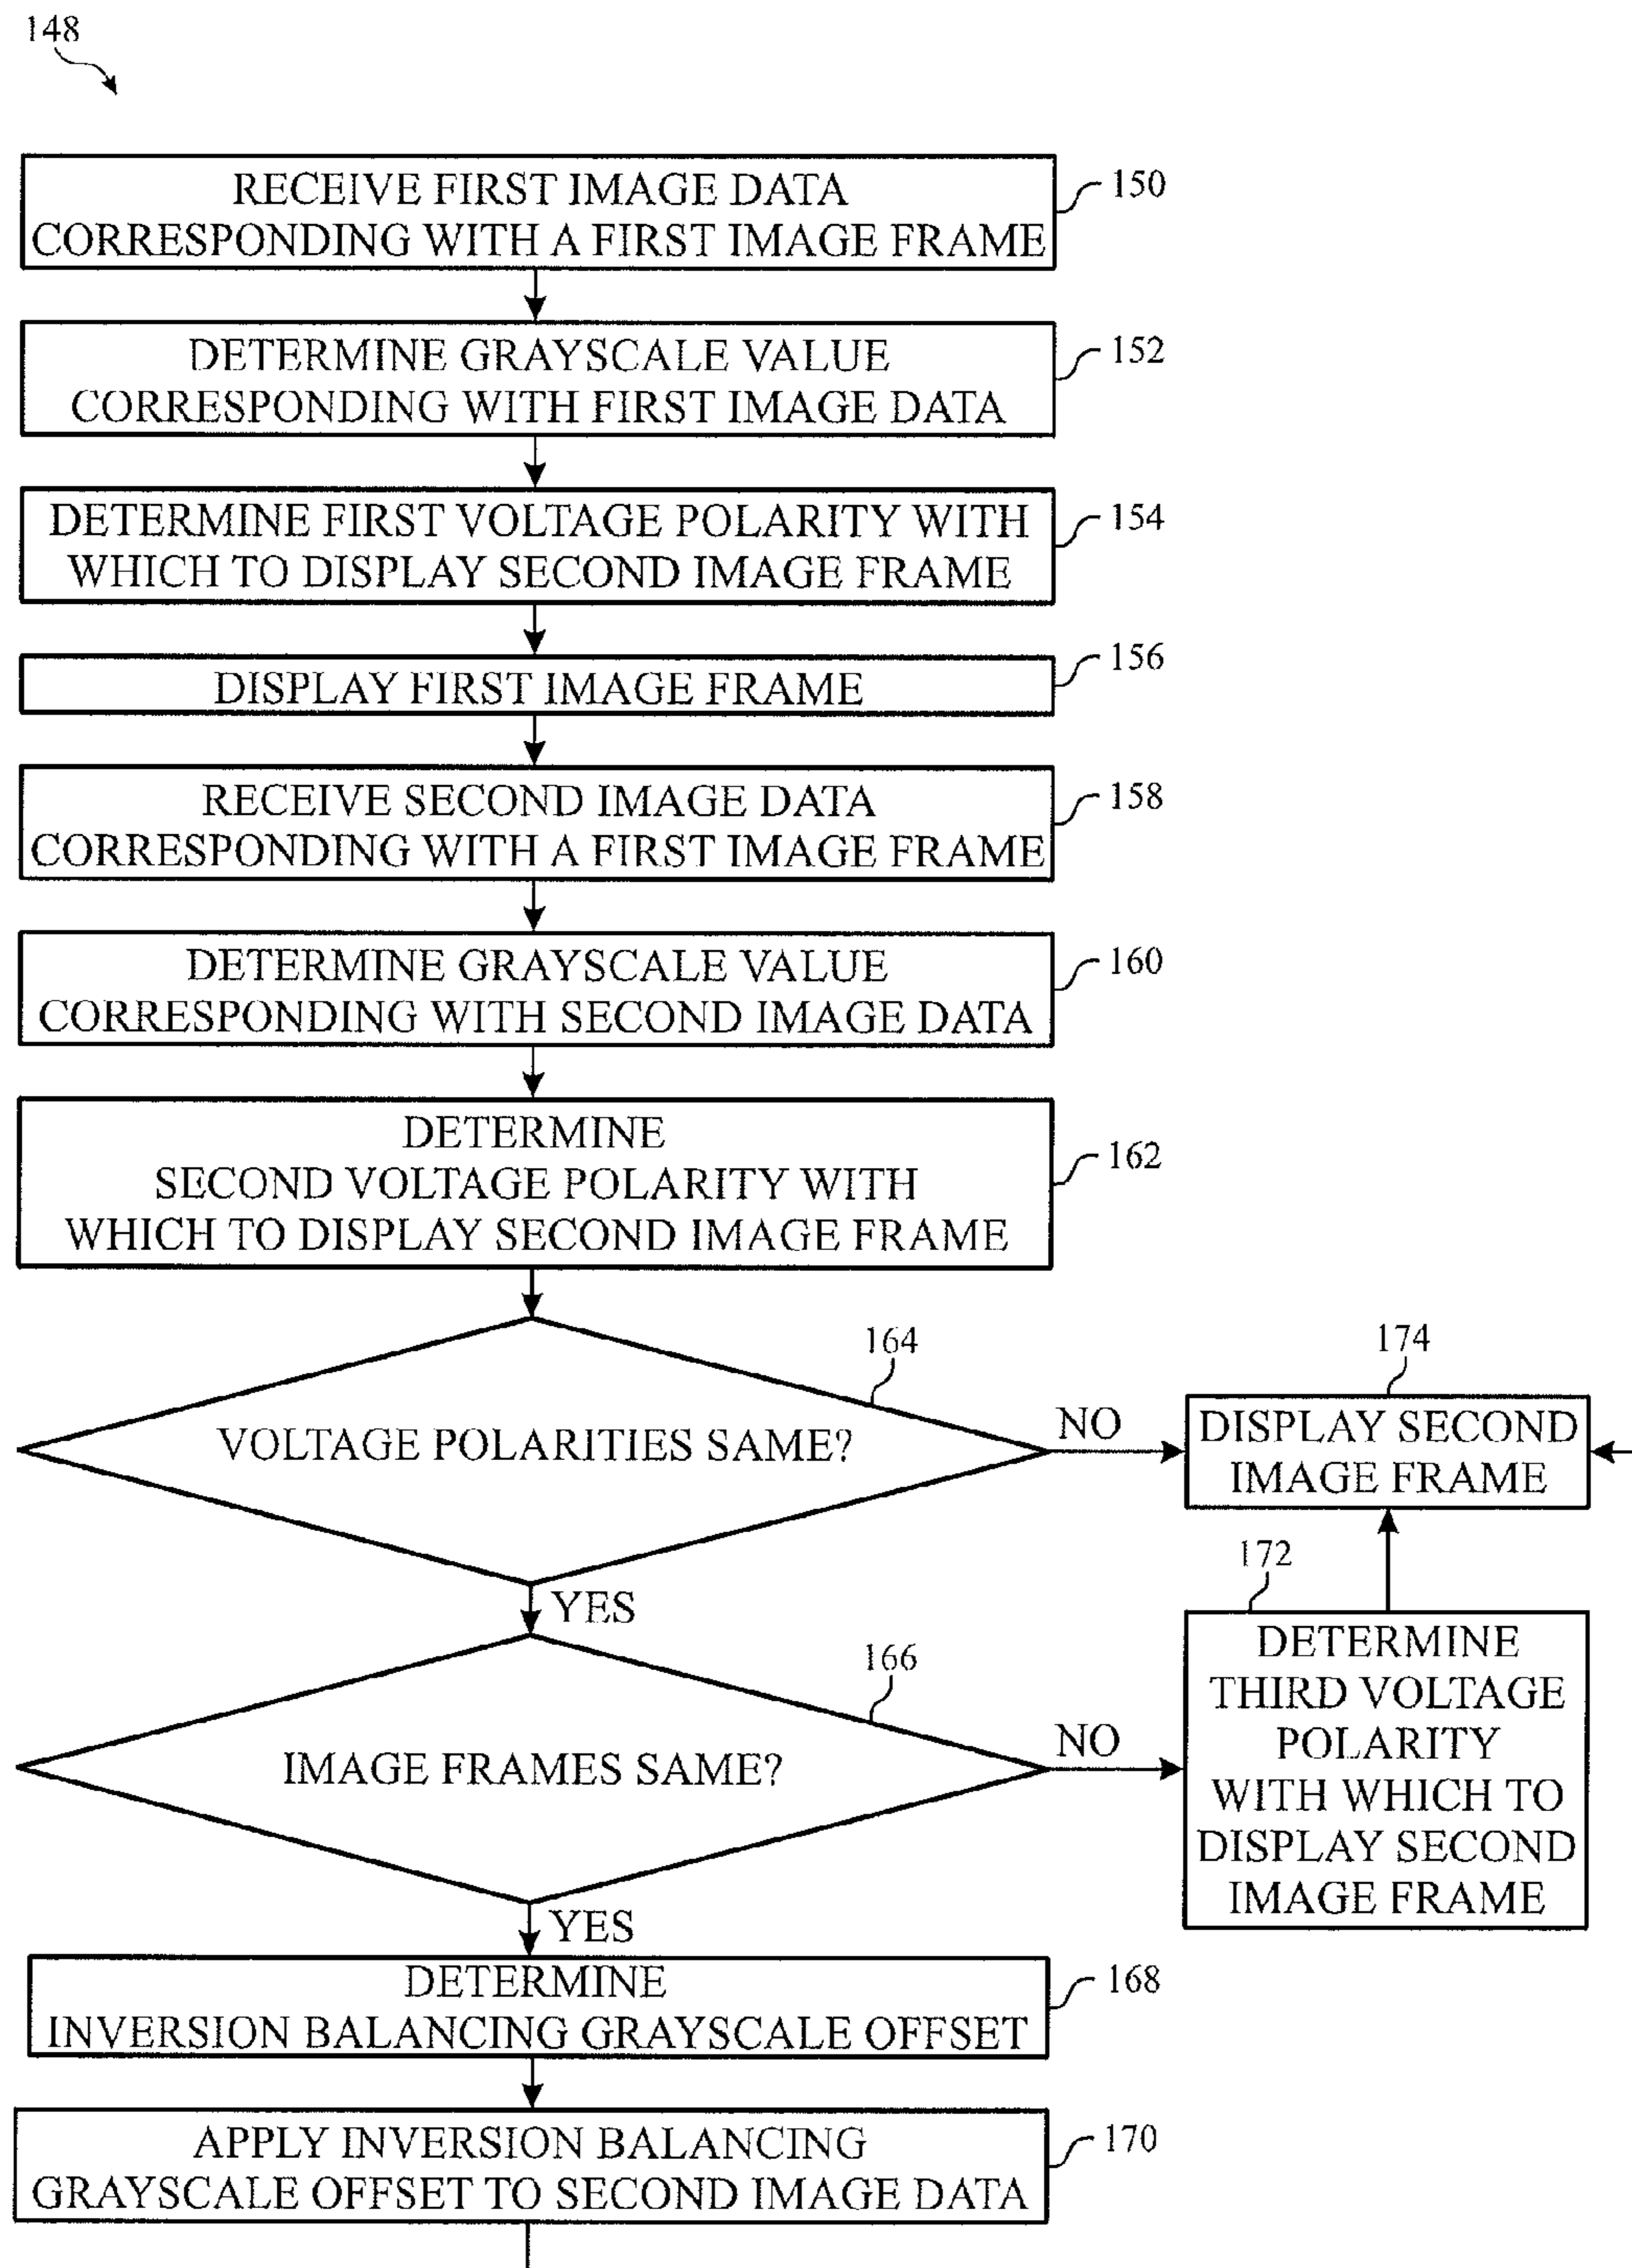 148
RECEIVE FIRST IMAGE DATA
CORRESPONDING WITH A FIRST IMAGE FRAME
150
DETERMINE GRAYSCALE VALUE
CORRESPONDING WITH FIRST IMAGE DATA
152
DETERMINE FIRST VOLTAGE POLARITY WITH
WHICH TO DISPLAY SECOND IMAGE FRAME
154
DISPLAY FIRST IMAGE FRAME
156
RECEIVE SECOND IMAGE DATA
CORRESPONDING WITH A FIRST IMAGE FRAME
158
DETERMINE GRAYSCALE VALUE
CORRESPONDING WITH SECOND IMAGE DATA
160
DETERMINE
SECOND VOLTAGE POLARITY WITH
WHICH TO DISPLAY SECOND IMAGE FRAME
162
VOLTAGE POLARITIES SAME?
164
NO
174
DISPLAY SECOND
IMAGE FRAME
YES
IMAGE FRAMES SAME?
166
NO
172
DETERMINE
THIRD VOLTAGE
POLARITY
WITH WHICH TO
DISPLAY SECOND
IMAGE FRAME
YES
DETERMINE
INVERSION BALANCING GRAYSCALE OFFSET
168
APPLY INVERSION BALANCING
GRAYSCALE OFFSET TO SECOND IMAGE DATA
170